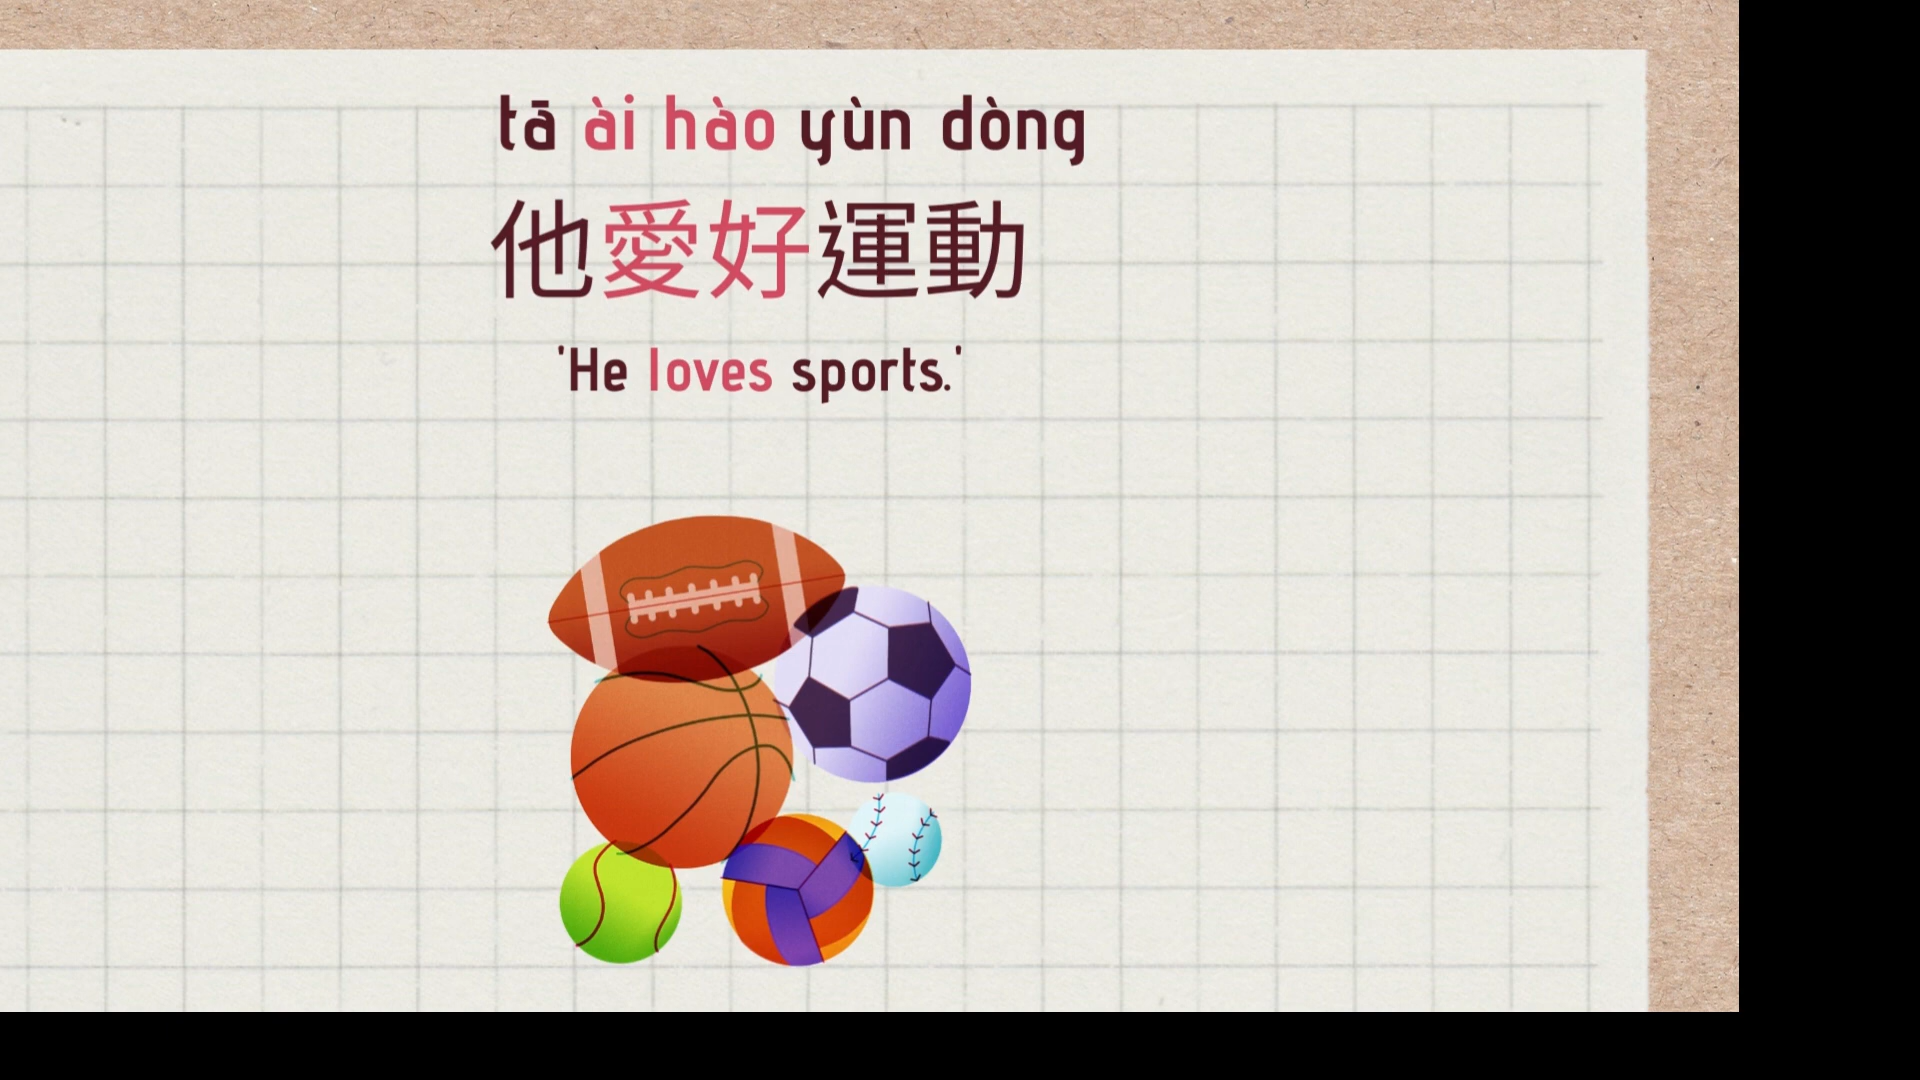 tā ài hào yùn dòng
他愛好運動
'He loves sports.'